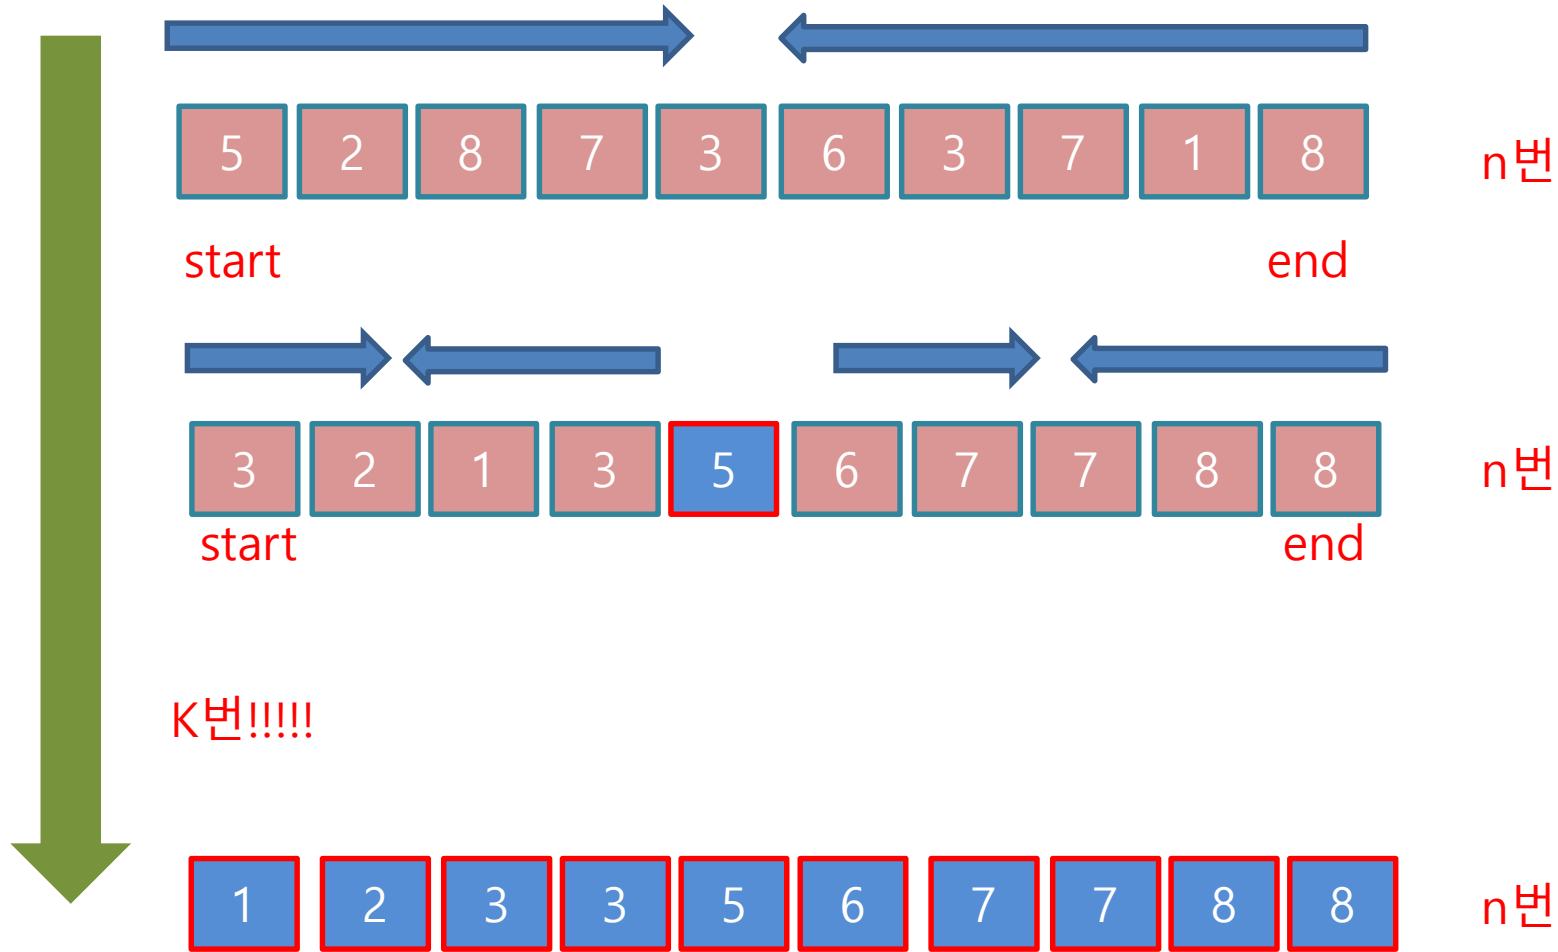 5 2 8 7 3 6 3 7 1 8 n번
start end
3 2 1 3 5 6 7 7 8 8 n번
start end
K번!!!!!
1 2 3 3 5 6 7 7 8 8 n번